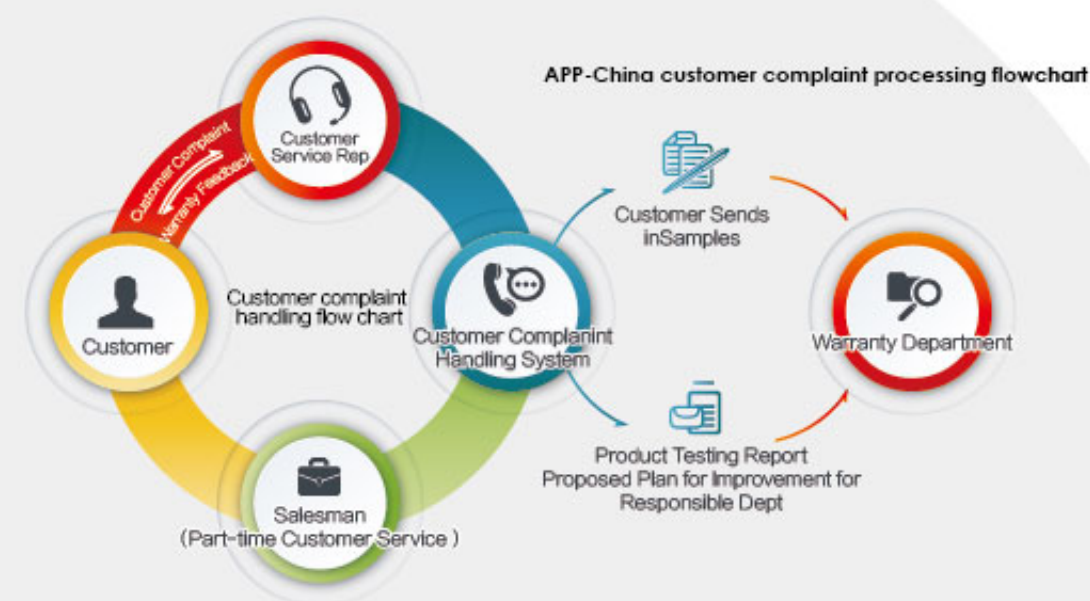 APP-China customer complaint processing flowchart
Customer
Service Rep
Customer Complaint
Warranty Feedback
Customer Sends
inSamples
Customer complaint
handling flow chart
Customer
Customer Complanint
Handling System
Warranty Department
Product Testing Report
Proposed Plan for Improvement for
Responsible Dept
Salesman
(Part-time Customer Service )